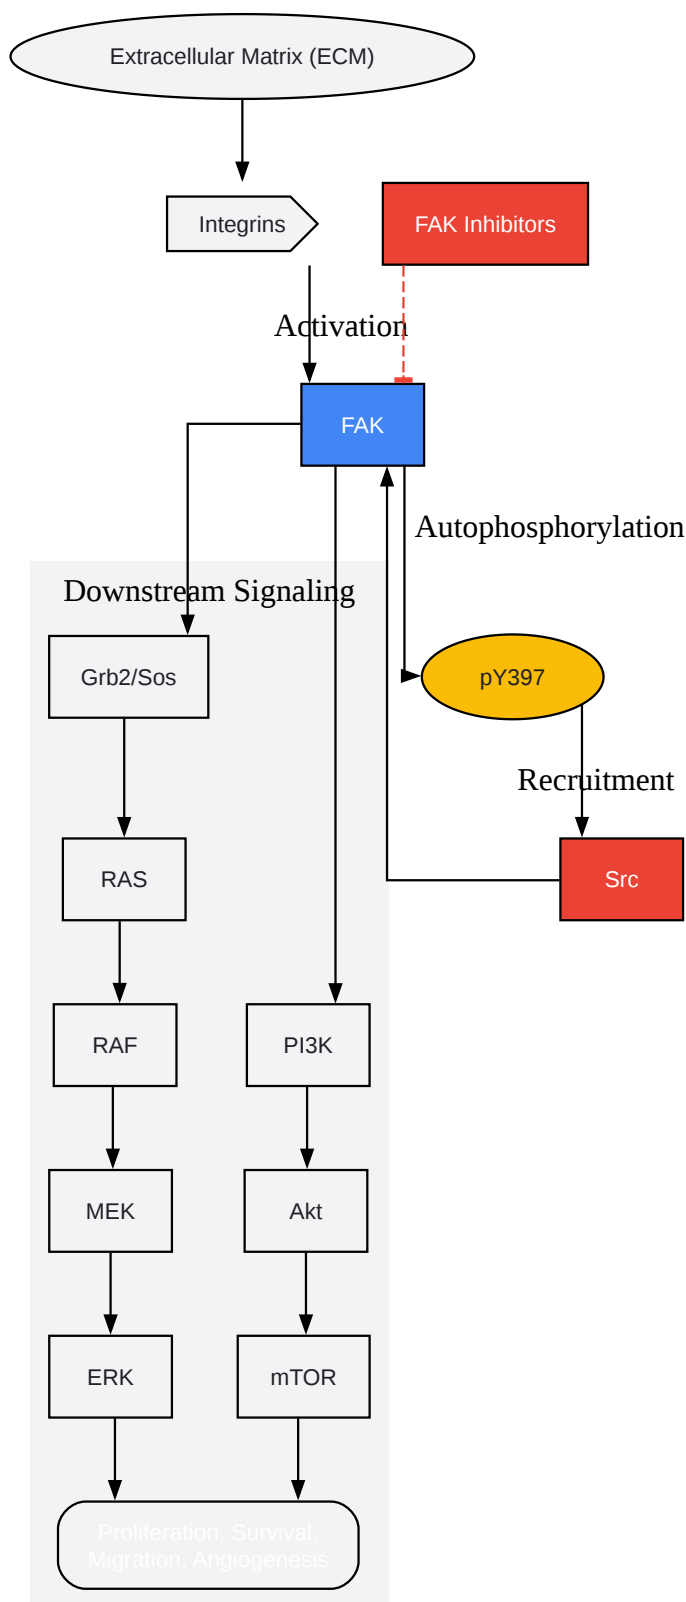 Extracellular Matrix (ECM)
Integrins
FAK Inhibitors
Activation
FAK
Autophosphorylation
Downstream Signaling
Grb2/Sos
pY397
Recruitment
RAS
Src
RAF
PI3K
MEK
Akt
ERK
mTOR
Proliferation, Survival,
Migration, Angiogenesis